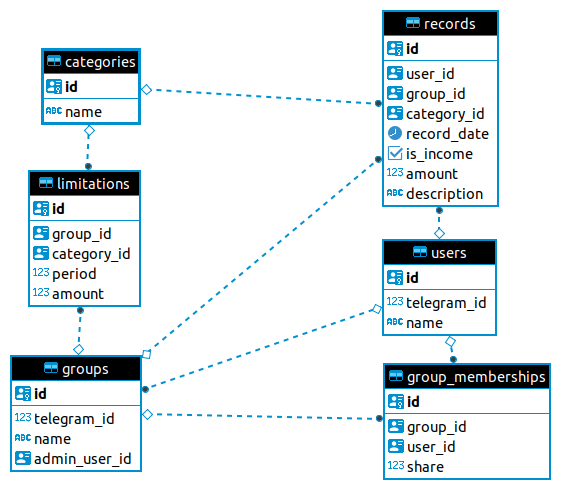 categories
id
ABC name
limitations
id
group_id
category_id
123 period
123 amount
groups
id
123 telegram_id
ABC name
admin_user_id
records
id
user_id
group_id
category_id
record_date
is_income
123 amount
ABC description
users
id
123 telegram_id
ABC name
group_memberships
id
group_id
user_id
123 share